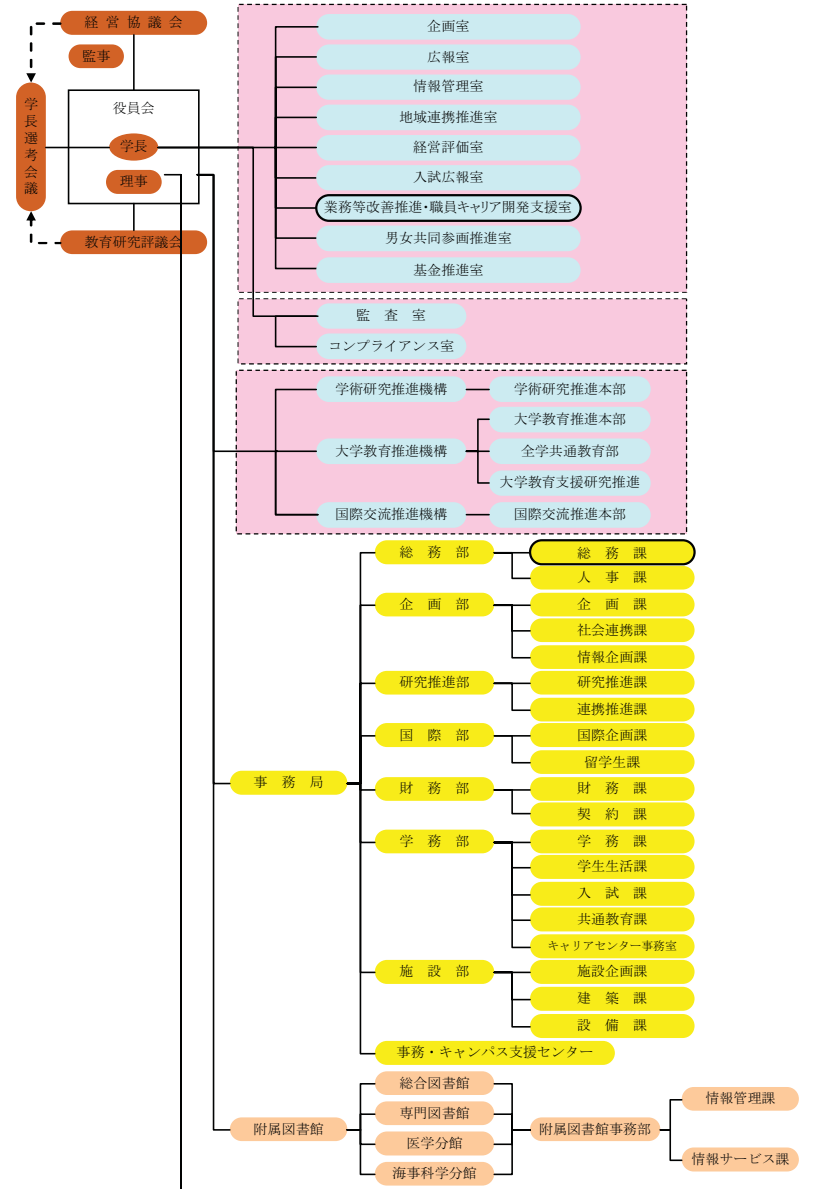 経営協議会
監事
学長選考会議
役員会
学長
理事
教育研究評議会
企画室
広報室
情報管理室
地域連携推進室
経営評価室
入試広報室
業務等改善推進・職員キャリア開発支援室
男女共同参画推進室
基金推進室
監査室
コンプライアンス室
学術研究推進機構
学術研究推進本部
大学教育推進機構
大学教育推進本部
全学共通教育部
大学教育支援研究推進
国際交流推進機構
国際交流推進本部
事務局
総務部
総務課
人事課
企画部
企画課
社会連携課
情報企画課
研究推進部
研究推進課
連携推進課
国際部
国際企画課
留学生課
財務部
財務課
契約課
学務部
学務課
学生生活課
入試課
共通教育課
キャリアセンター事務室
施設部
施設企画課
建築課
設備課
事務・キャンパス支援センター
附属図書館
総合図書館
専門図書館
医学分館
海事科学分館
附属図書館事務部
情報管理課
情報サービス課